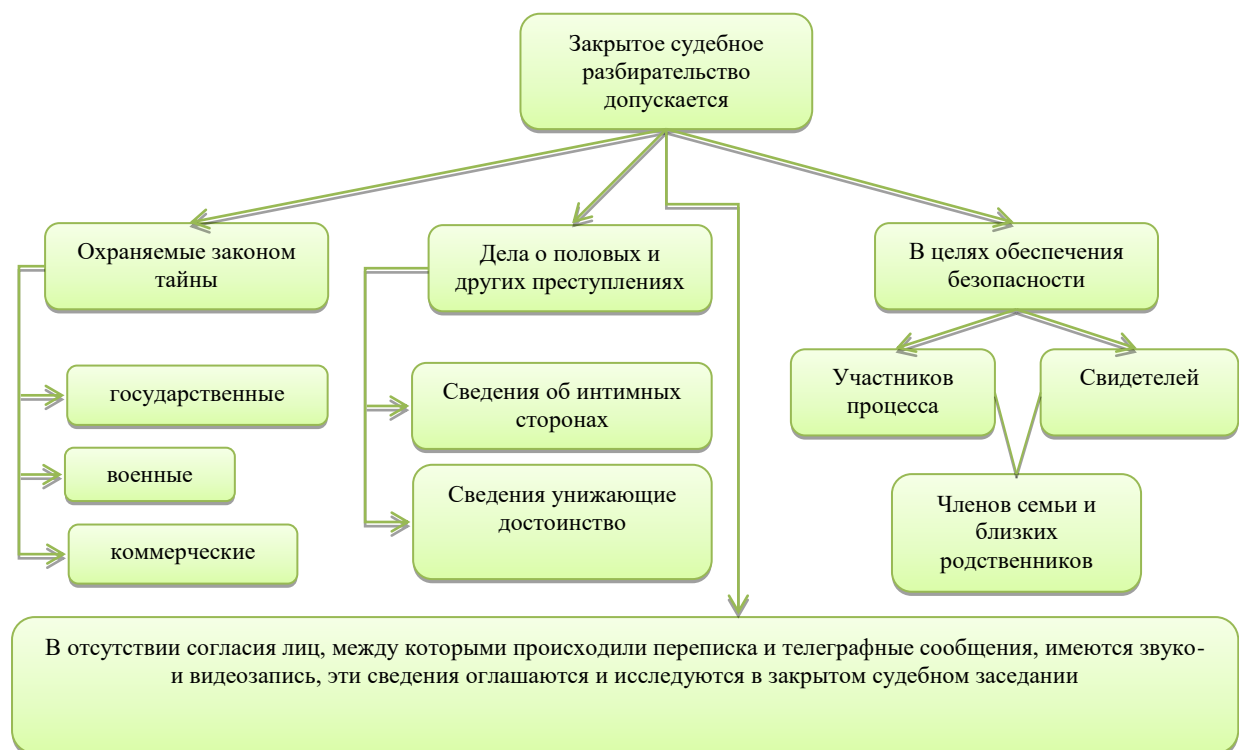 Закрытое судебное
разбирательство
допускается
Охраняемые законом
тайны
государственные
военные
коммерческие
Дела о половых и
других преступлениях
Сведения об интимных
сторонах
Сведения унижающие
достоинство
В целях обеспечения
безопасности
Участников
процесса
Свидетелей
Членов семьи и
близких
родственников
В отсутствии согласия лиц, между которыми происходили переписка и телеграфные сообщения, имеются звуко-
и видеозапись, эти сведения оглашаются и исследуются в закрытом судебном заседании